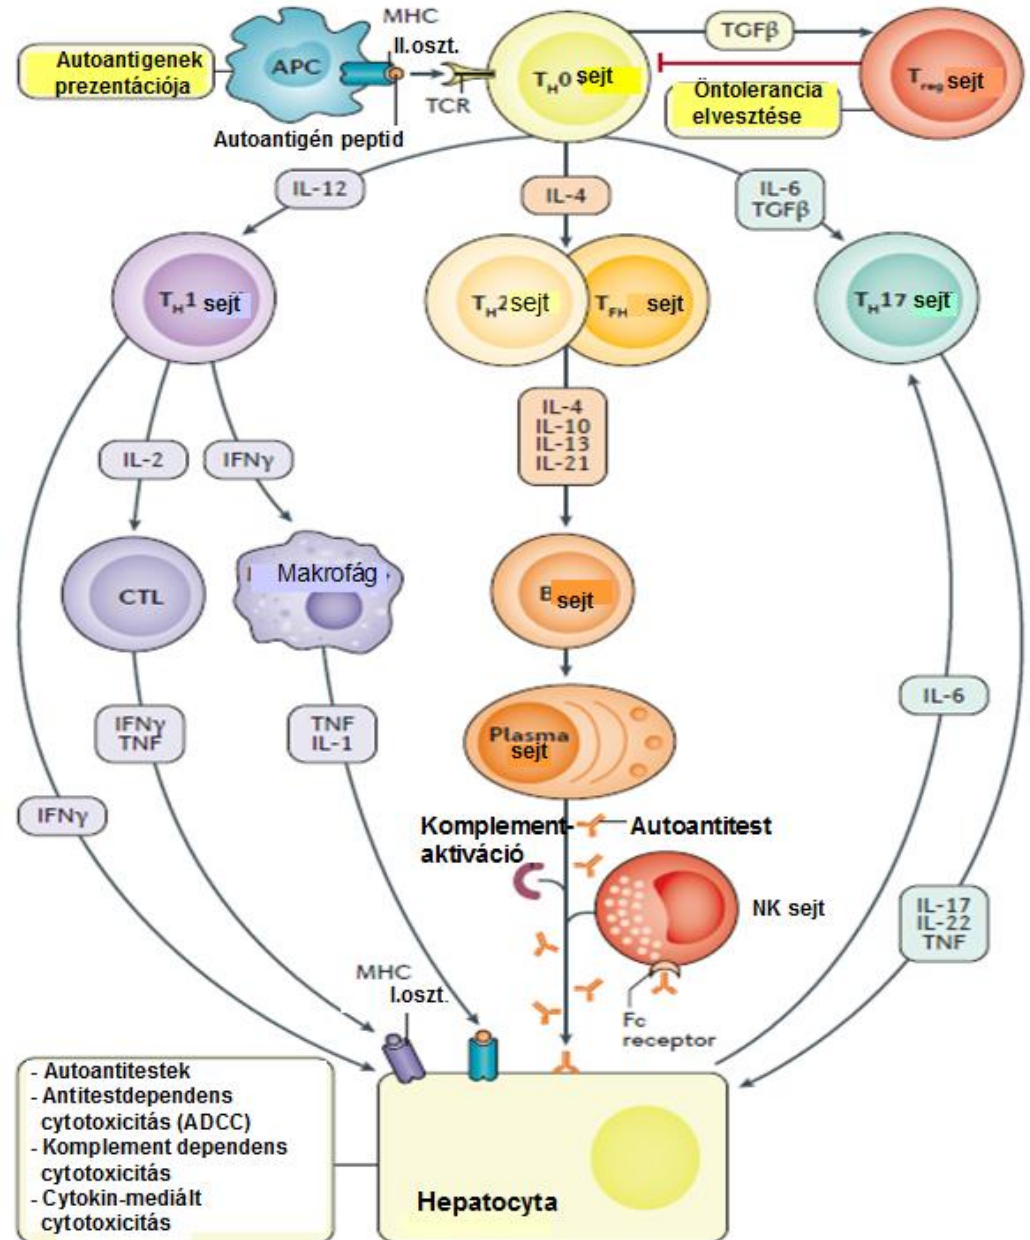 MHC
II.oszt.
TGFβ
Autoantigenek
prezentációja
APC
TCR
Autoantigén peptid
TH0 sejt
Treg sejt
Öntolerancia
elvesztése
IL-12
IL-4
IL-6
TGFβ
TH1 sejt
TH2 sejt
TFH sejt
TH17 sejt
IL-4
IL-10
IL-13
IL-21
IL-2
IFNγ
CTL
Makrofág
B sejt
IL-6
IFNγ
TNF
TNF
IL-1
Plasma
sejt
IFNγ
Komplement-
aktiváció
Autoantitest
NK sejt
IL-17
IL-22
TNF
MHC
I.oszt.
Fc
receptor
- Autoantitestek
- Antitestdependens
cytotoxicitás (ADCC)
- Komplement dependens
cytotoxicitás
- Cytokin-mediált
cytotoxicitás
Hepatocyta